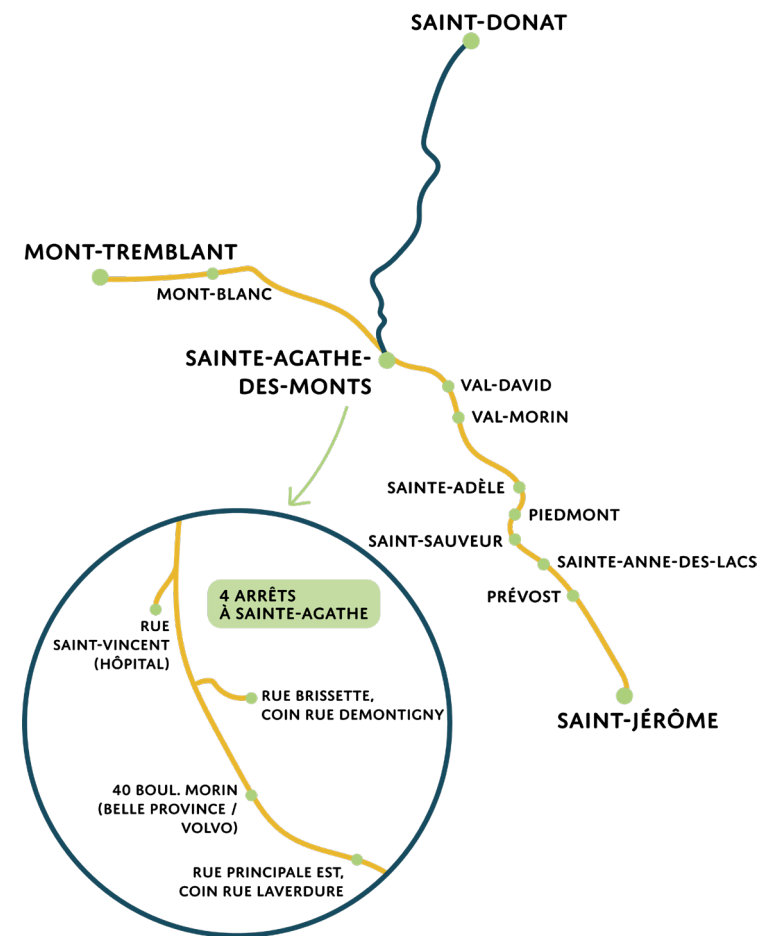 SAINT-DONAT
MONT-TREMBLANT
MONT-BLANC
SAINTE-AGATHE-
DES-MONTS
VAL-DAVID
VAL-MORIN
SAINTE-ADÈLE
PIEDMONT
SAINT-SAUVEUR
SAINTE-ANNE-DES-LACS
PRÉVOST
SAINT-JÉRÔME
4 ARRÊTS
À SAINTE-AGATHE
RUE
SAINT-VINCENT
(HÔPITAL)
RUE BRISSETTE,
COIN RUE DEMONTIGNY
40 BOUL. MORIN
(BELLE PROVINCE /
VOLVO)
RUE PRINCIPALE EST,
COIN RUE LAVERDURE